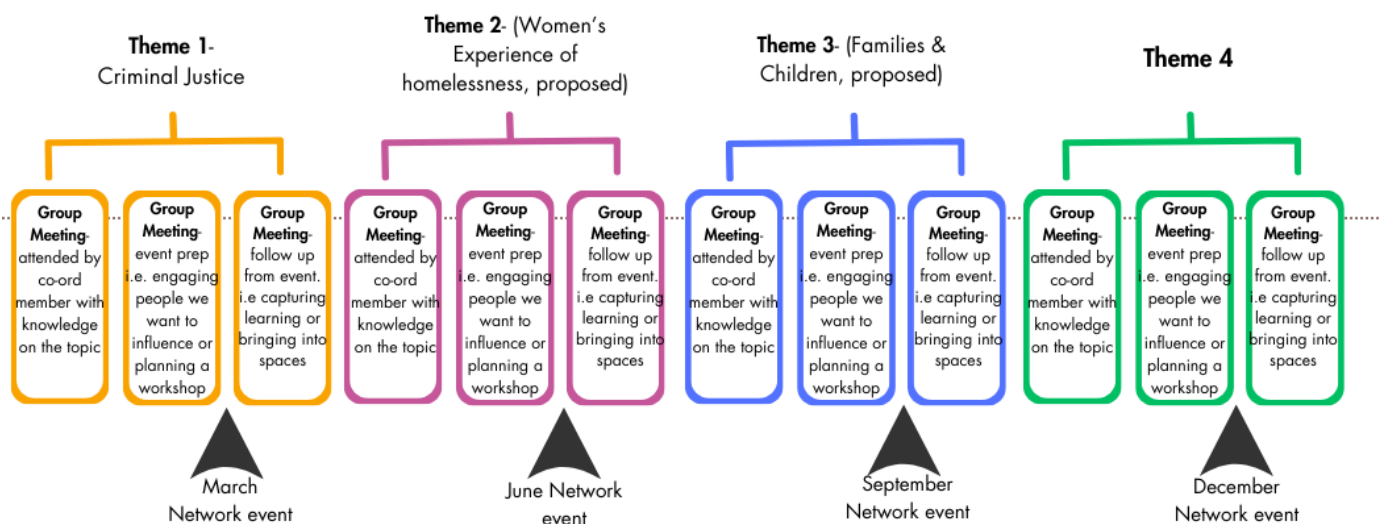 Theme 1-
Criminal Justice
Theme 2- (Women's
Experience of
homelessness, proposed)
Theme 3- (Families &
Children, proposed)
Theme 4
Group
Meeting-
attended by
co-ord
member with
knowledge
on the topic
Group
Meeting-
event prep
i.e. engaging
people we
want to
influence or
planning a
workshop
Group
Meeting-
follow up
from event.
i.e capturing
learning or
bringing into
spaces
Group
Meeting-
attended by
co-ord
member with
knowledge
on the topic
Group
Meeting-
event prep
i.e. engaging
people we
want to
influence or
planning a
workshop
Group
Meeting-
follow up
from event.
i.e capturing
learning or
bringing into
spaces
Group
Meeting-
attended by
co-ord
member with
knowledge
on the topic
Group
Meeting-
event prep
i.e. engaging
people we
want to
influence or
planning a
workshop
Group
Meeting-
follow up
from event.
i.e capturing
learning or
bringing into
spaces
Group
Meeting-
attended by
co-ord
member with
knowledge
on the topic
Group
Meeting-
event prep
i.e. engaging
people we
want to
influence or
planning a
workshop
Group
Meeting-
follow up
from event.
i.e capturing
learning or
bringing into
spaces
March
Network event
June Network
event
September
Network event
December
Network event